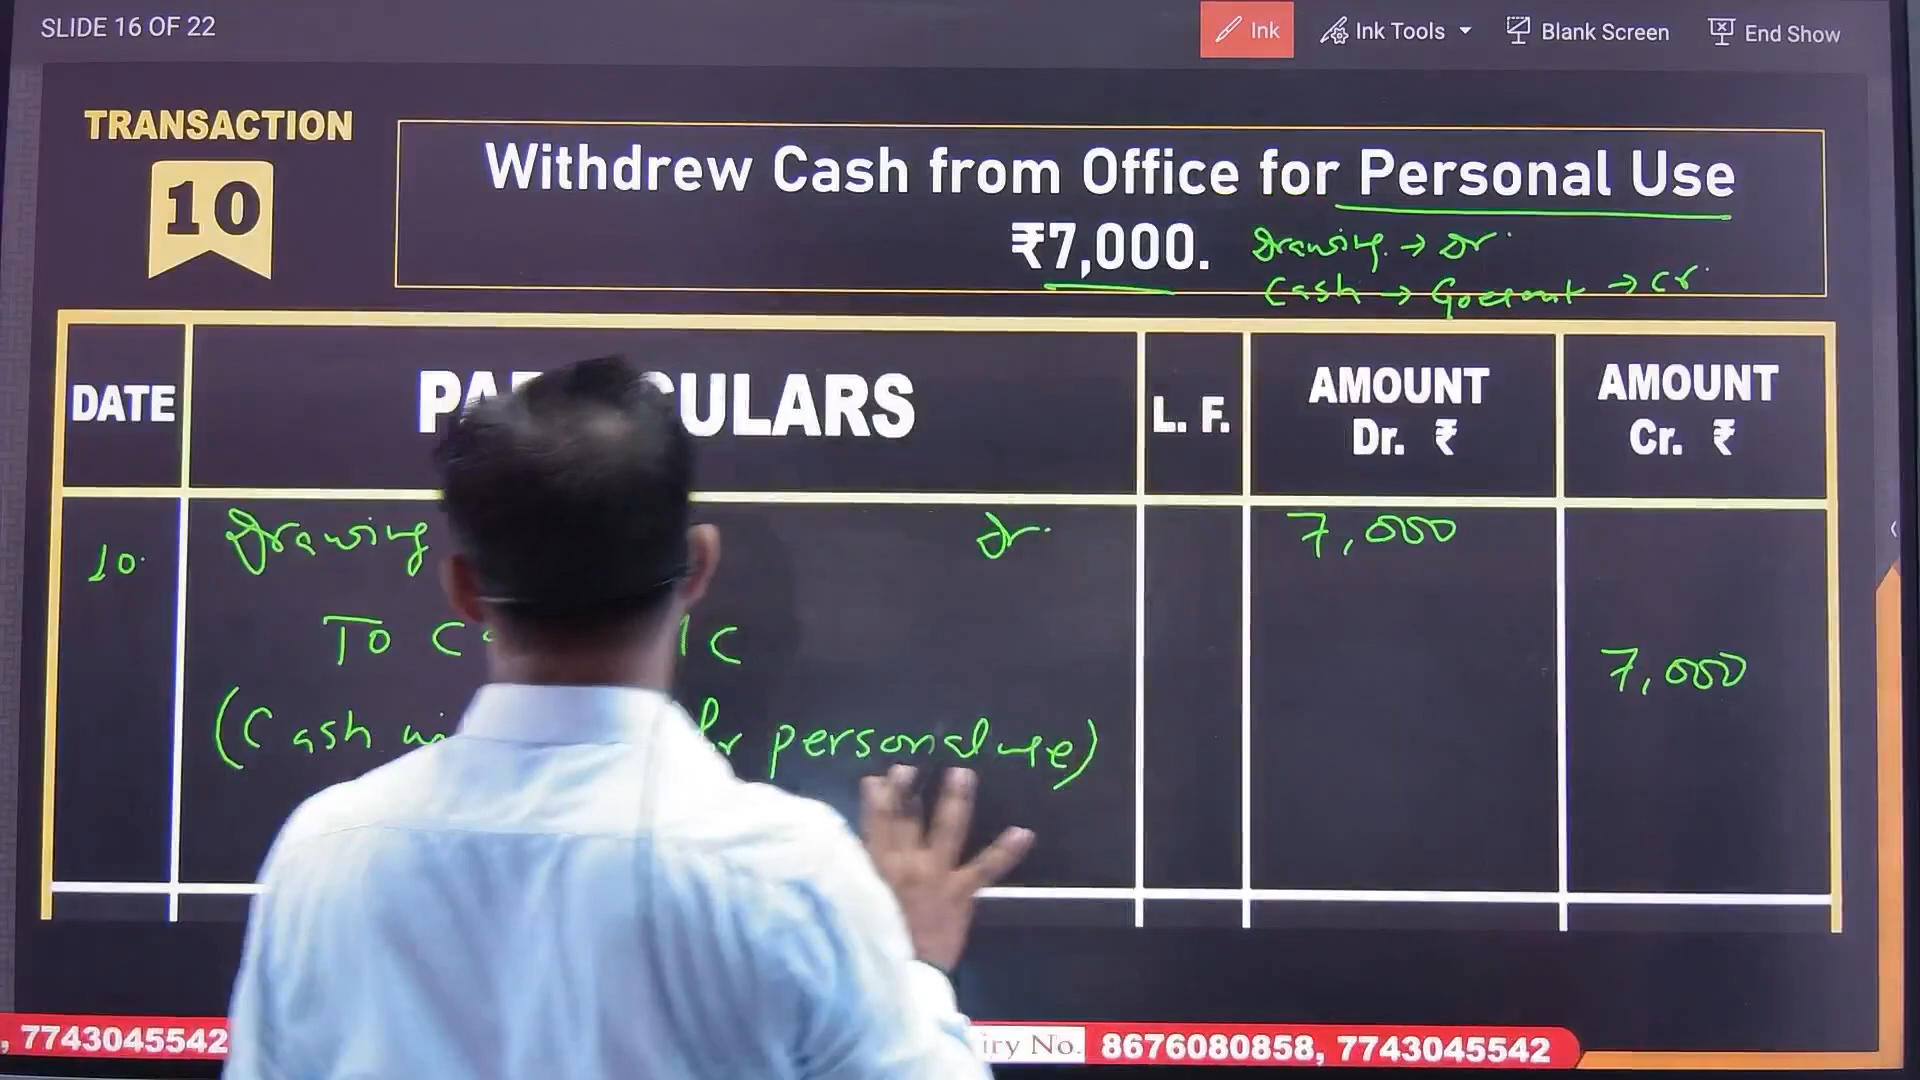 SLIDE 16 OF 22
Ink
Ink Tools
Blank Screen
End Show
TRANSACTION
10
Withdrew Cash from Office for Personal Use
₹7,000.
Drawing → Dr.
Cash → Goesout → Cr.
DATE
L. F.
AMOUNT
Dr. ₹
AMOUNT
Cr. ₹
10.
Drawing Dr. 7,000
To
7,000
(Cash personal use)
, 7743045542
No. 8676080858, 7743045542